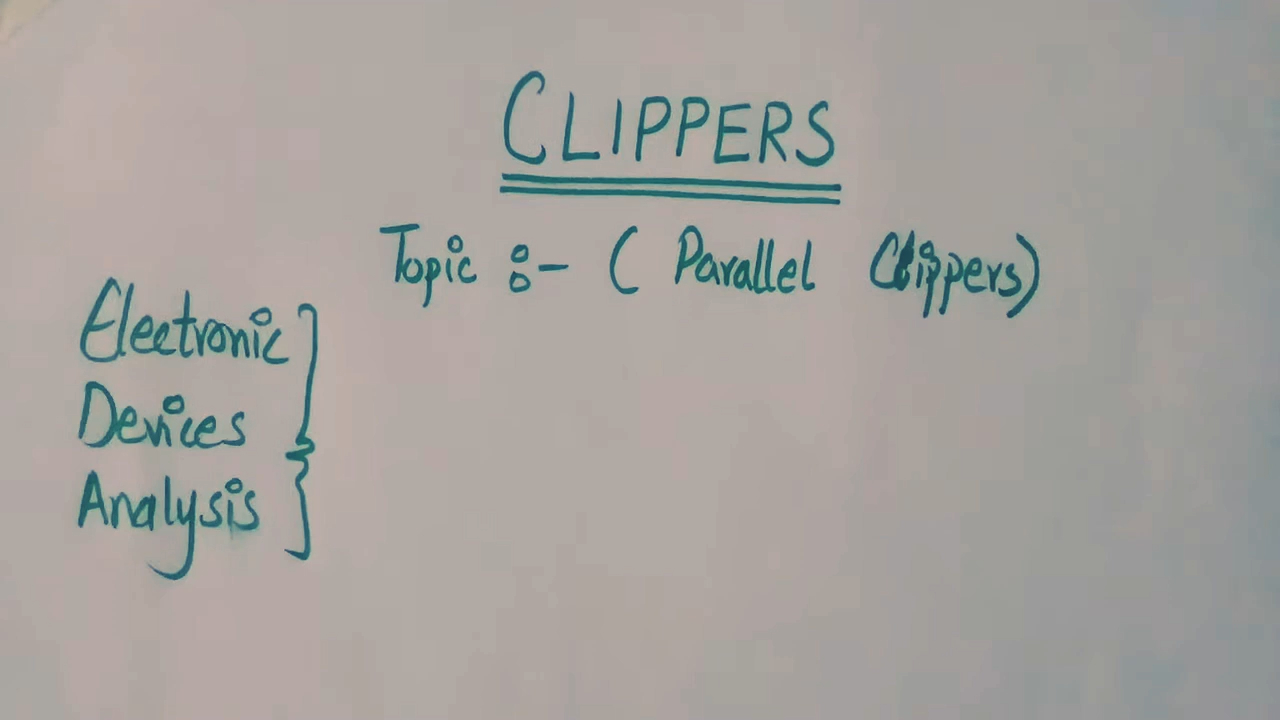 CLIPPERS
Topic :- ( Parallel Clippers)
Electronic
Devices
Analysis